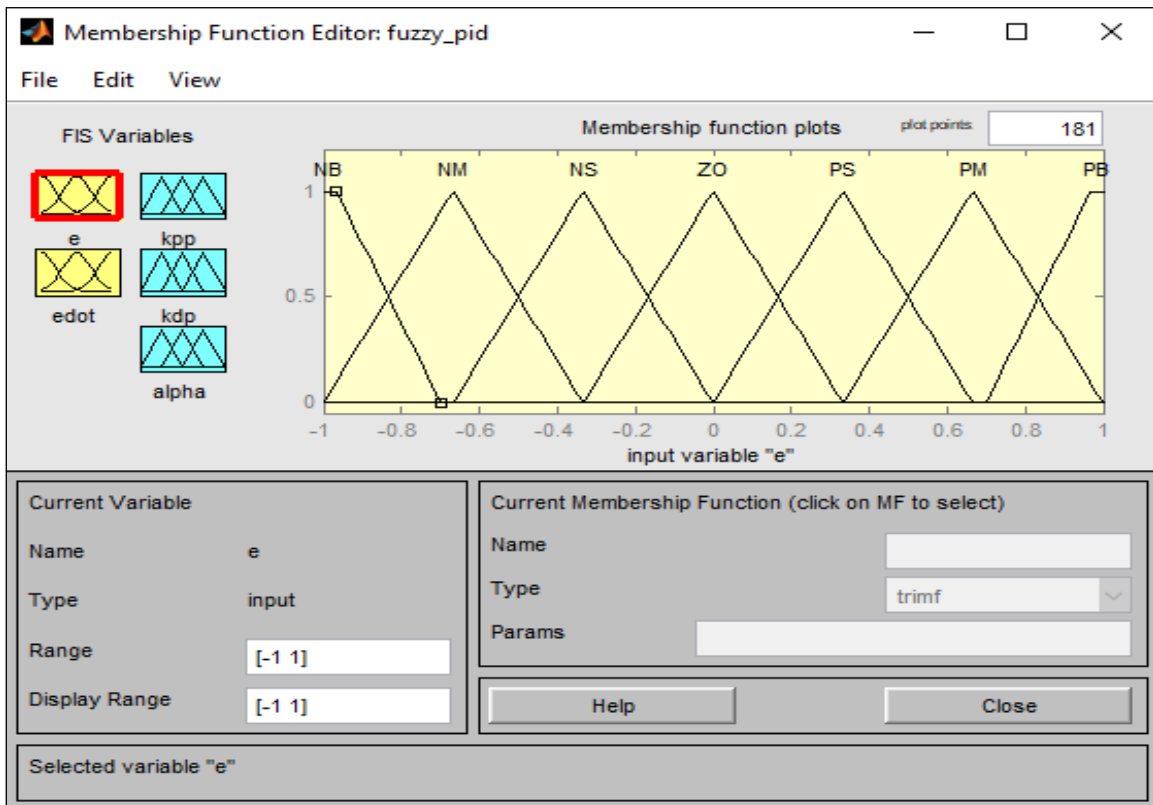 Membership Function Editor: fuzzy_pid
File Edit View
FIS Variables
e
kpp
edot
kdp
alpha
Membership function plots
plot points:
181
NB NM NS ZO PS PM PB
1
0.5
0
-1 -0.8 -0.6 -0.4 -0.2 0 0.2 0.4 0.6 0.8 1
input variable "e"
Current Variable
Name e
Type input
Range [-1 1]
Display Range [-1 1]
Current Membership Function (click on MF to select)
Name
Type trimf
Params
Help Close
Selected variable "e"